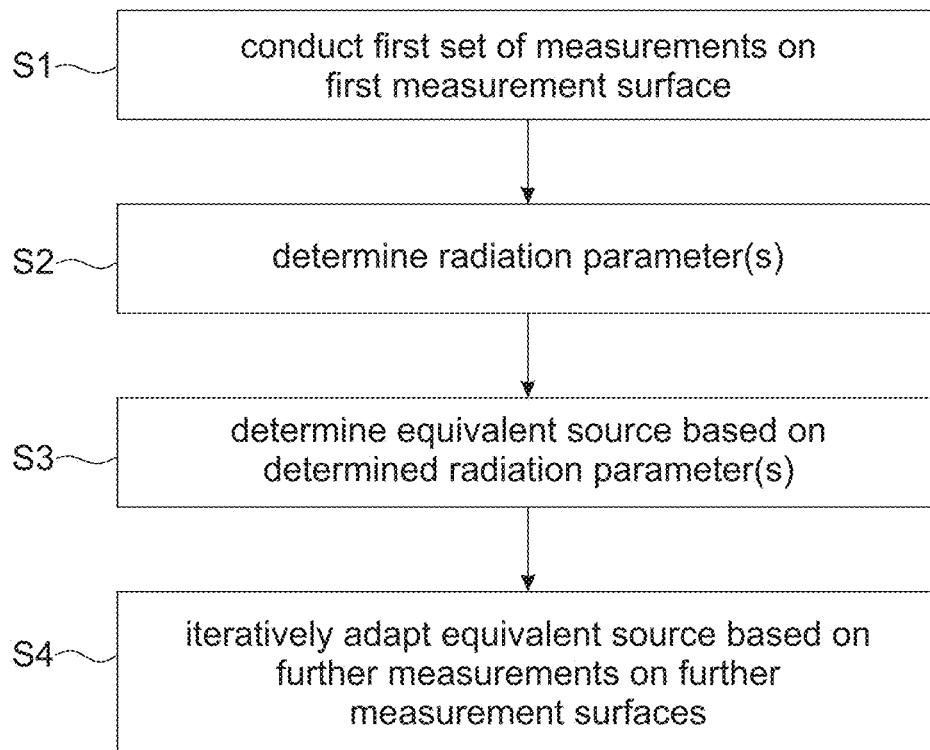 S1
conduct first set of measurements on
first measurement surface
S2
determine radiation parameter(s)
S3
determine equivalent source based on
determined radiation parameter(s)
S4
iteratively adapt equivalent source based on
further measurements on further
measurement surfaces